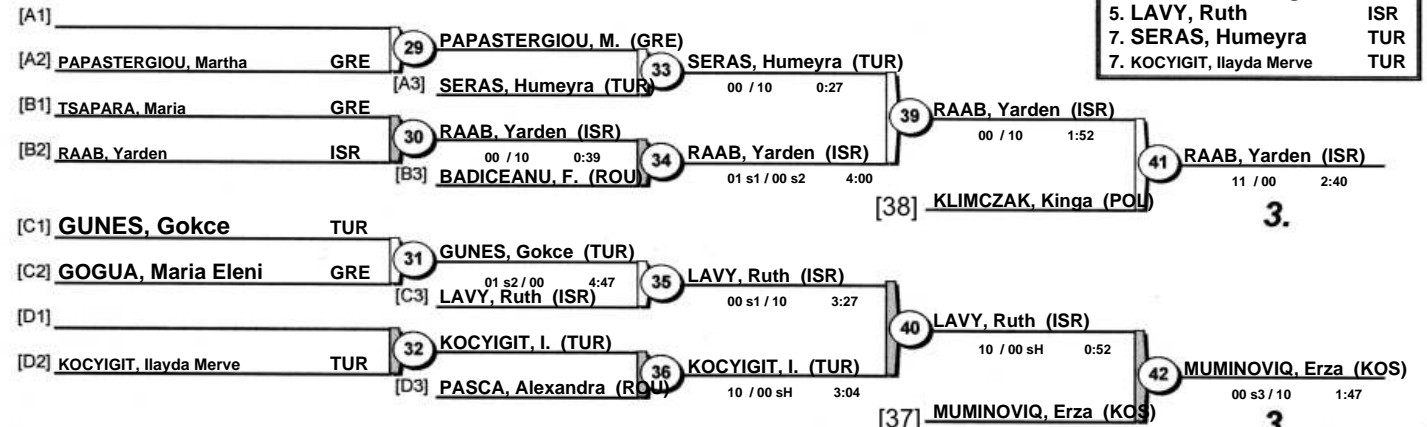 5. LAVY, Ruth ISR
7. SERAS, Humeyra TUR
7. KOCYIGIT, Ilayda Merve TUR
[A1]
[A2] PAPASTERGIOU, Martha GRE
29
PAPASTERGIOU, M. (GRE)
[A3] SERAS, Humeyra (TUR)
33
SERAS, Humeyra (TUR)
00 / 10 0:27
[B1] TSAPARA, Maria GRE
[B2] RAAB, Yarden ISR
30
RAAB, Yarden (ISR)
00 / 10 0:39
[B3] BADICEANU, F. (ROU)
34
RAAB, Yarden (ISR)
01 s1 / 00 s2 4:00
39
RAAB, Yarden (ISR)
00 / 10 1:52
[38] KLIMCZAK, Kinga (POL)
41
RAAB, Yarden (ISR)
11 / 00 2:40
3.
[C1] GUNES, Gokce TUR
[C2] GOGUA, Maria Eleni GRE
31
GUNES, Gokce (TUR)
01 s2 / 00 4:47
[C3] LAVY, Ruth (ISR)
35
LAVY, Ruth (ISR)
00 s1 / 10 3:27
[D1]
[D2] KOCYIGIT, Ilayda Merve TUR
32
KOCYIGIT, I. (TUR)
[D3] PASCA, Alexandra (ROU)
36
KOCYIGIT, I. (TUR)
10 / 00 sH 3:04
40
LAVY, Ruth (ISR)
10 / 00 sH 0:52
[37] MUMINOVIQ, Erza (KOS)
42
MUMINOVIQ, Erza (KOS)
00 s3 / 10 1:47
3